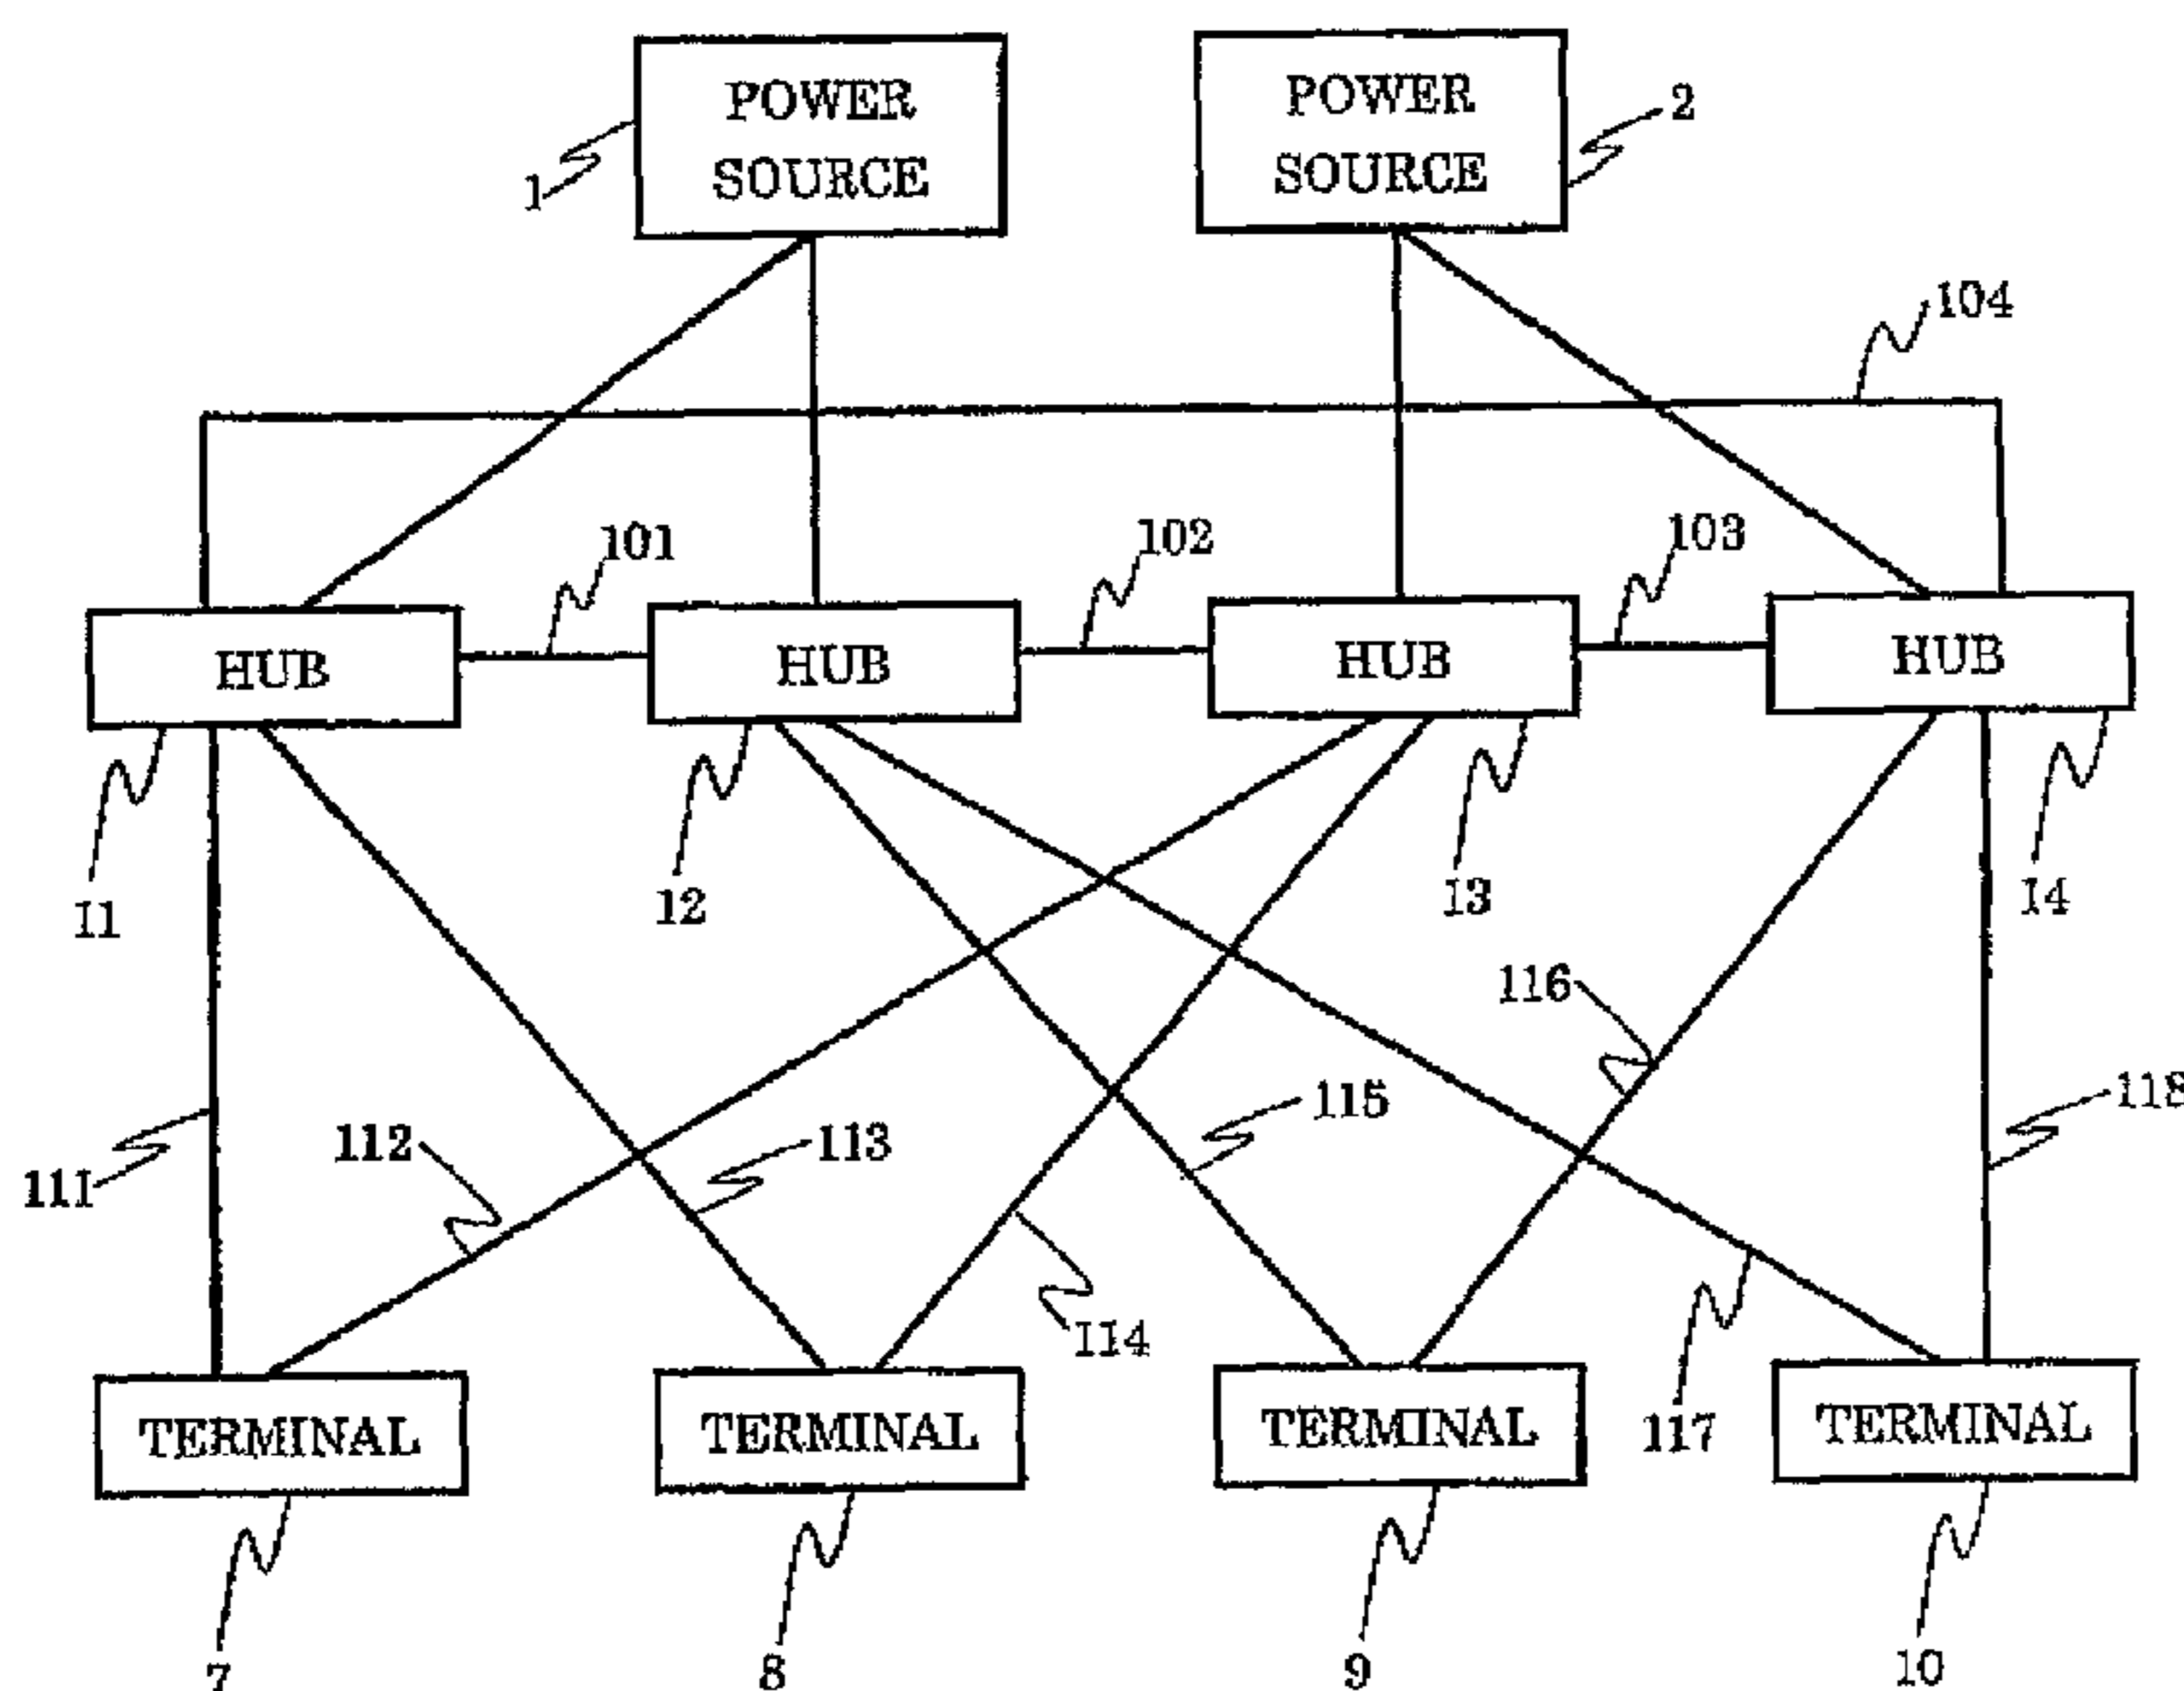 POWER
SOURCE
1
POWER
SOURCE
2
104
101
102
103
HUB
HUB
HUB
HUB
11
12
13
14
111
112
113
114
115
116
117
118
TERMINAL
TERMINAL
TERMINAL
TERMINAL
7
8
9
10